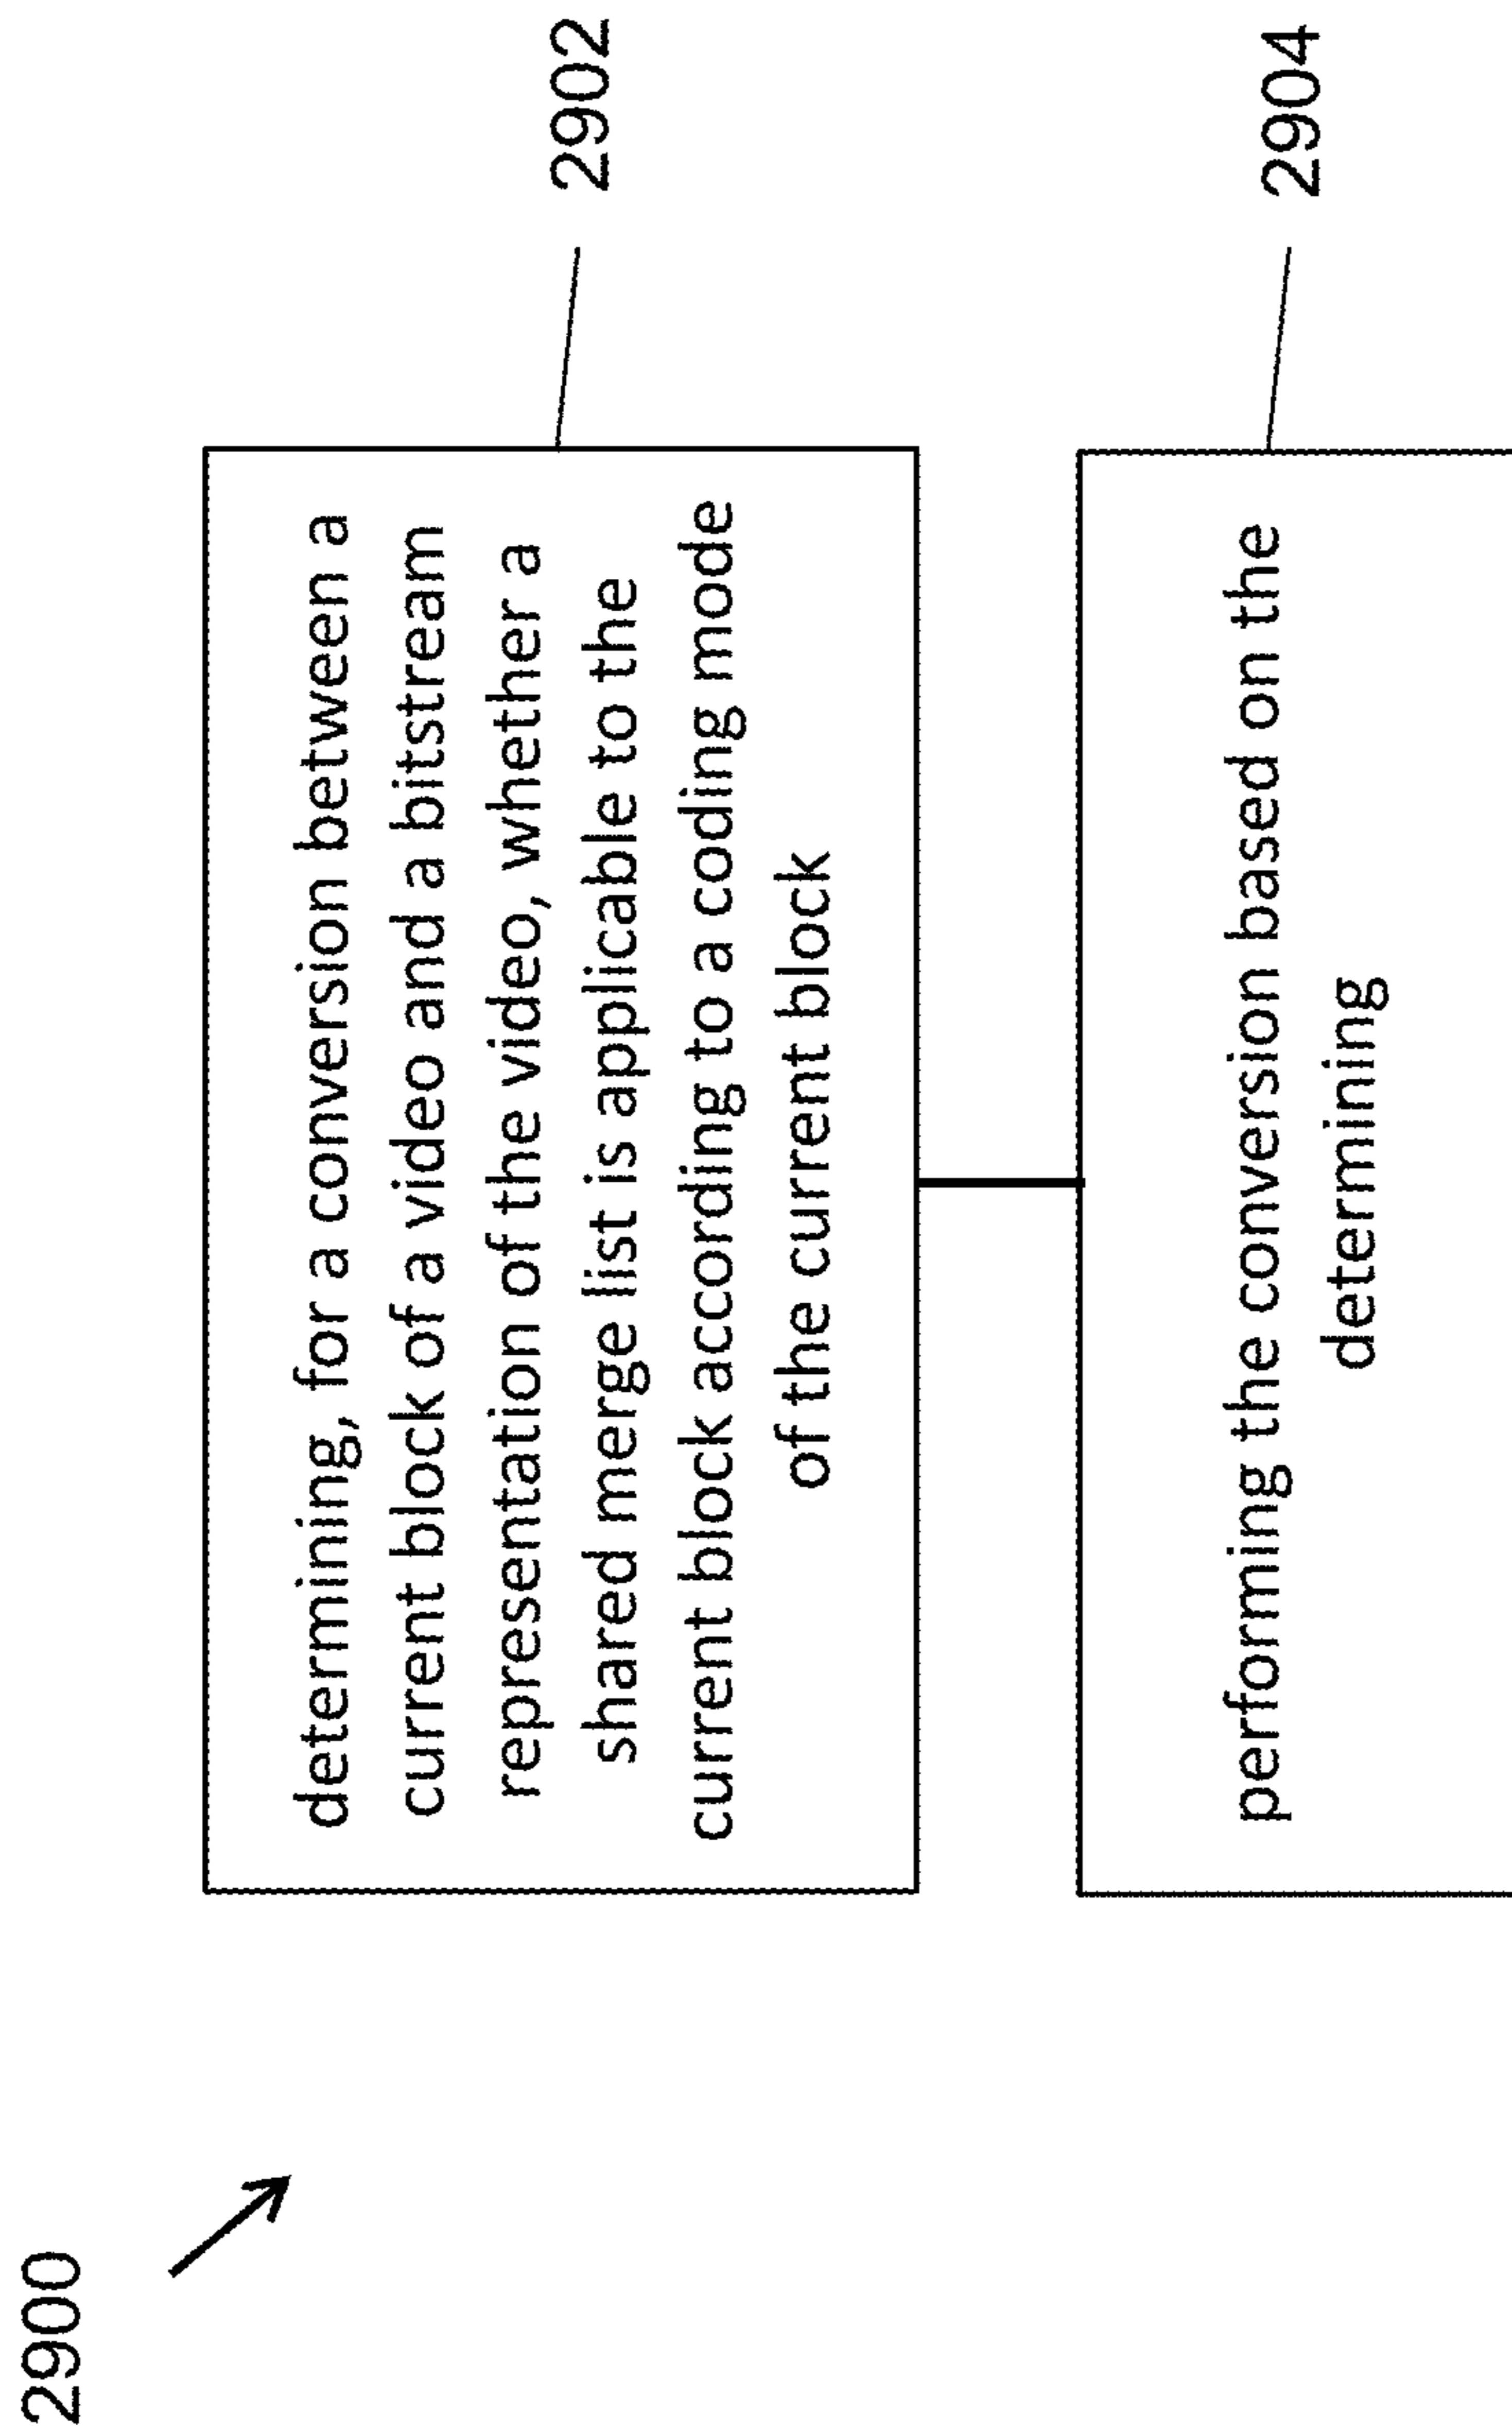 2900
determining, for a conversion between a
current block of a video and a bitstream
representation of the video, whether a
shared merge list is applicable to the
current block according to a coding mode
of the current block
2902
performing the conversion based on the
determining
2904